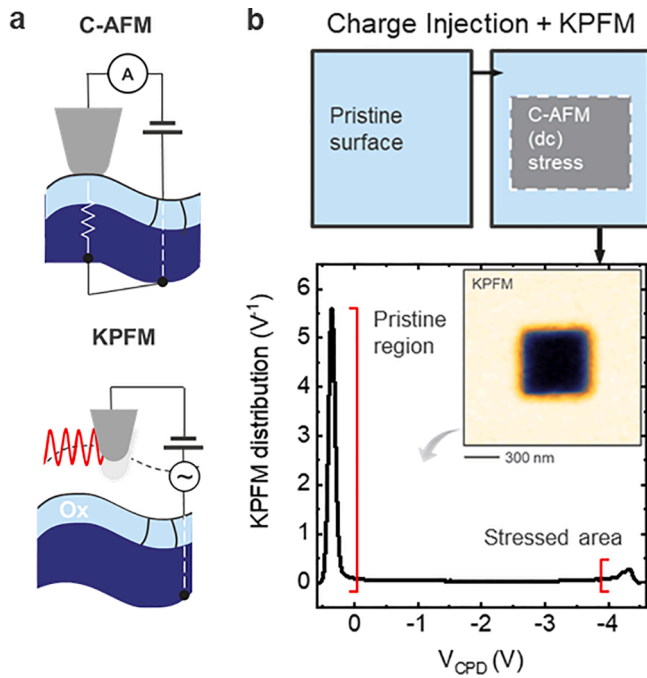 a
C-AFM
A
KPFM
~
Ox
b
Charge Injection + KPFM
Pristine
surface
C-AFM
(dc)
stress
KPFM distribution (V⁻¹)
6
5
4
3
2
1
0
Pristine
region
KPFM
300 nm
Stressed area
0 -1 -2 -3 -4
V_CPD (V)